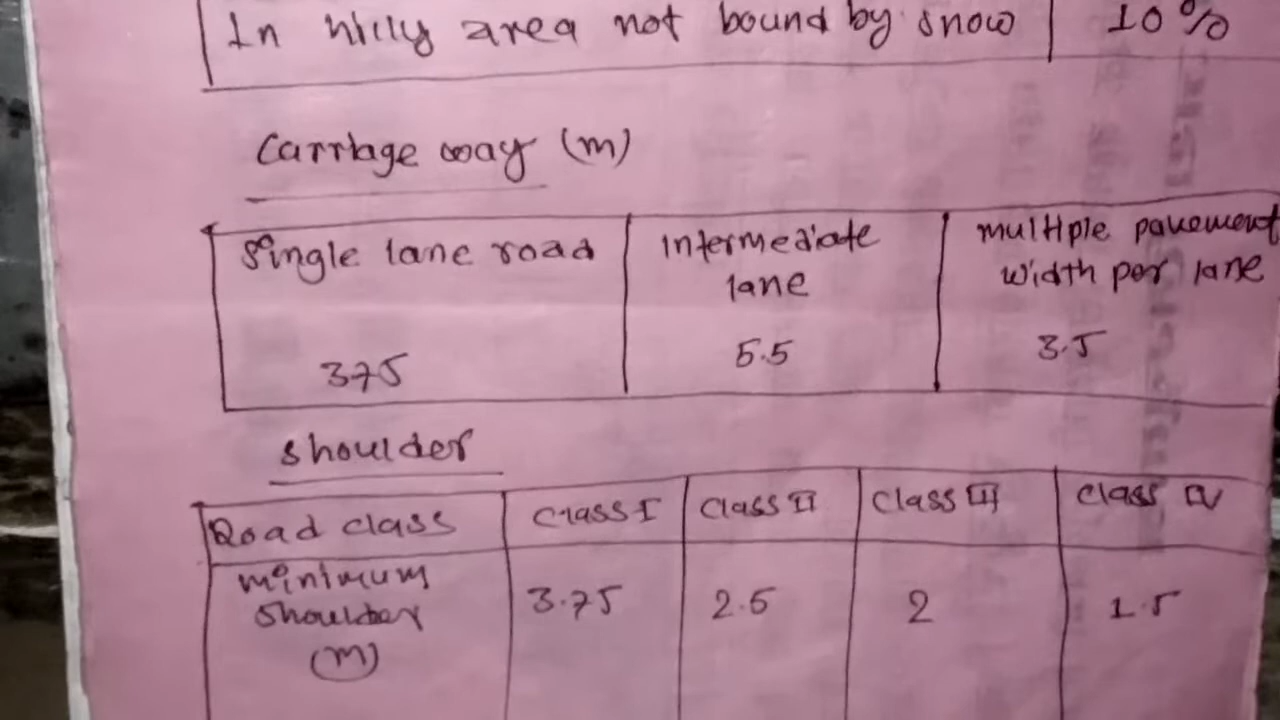 In hilly area not bound by snow 10%
Carriage way (m)
Single lane road
Intermediate
lane
multiple pavement
width per lane
3.75
5.5
3.5
Shoulder
Road class Class I Class II Class III Class IV
minimum
shoulder
(m)
3.75 2.5 2 1.5